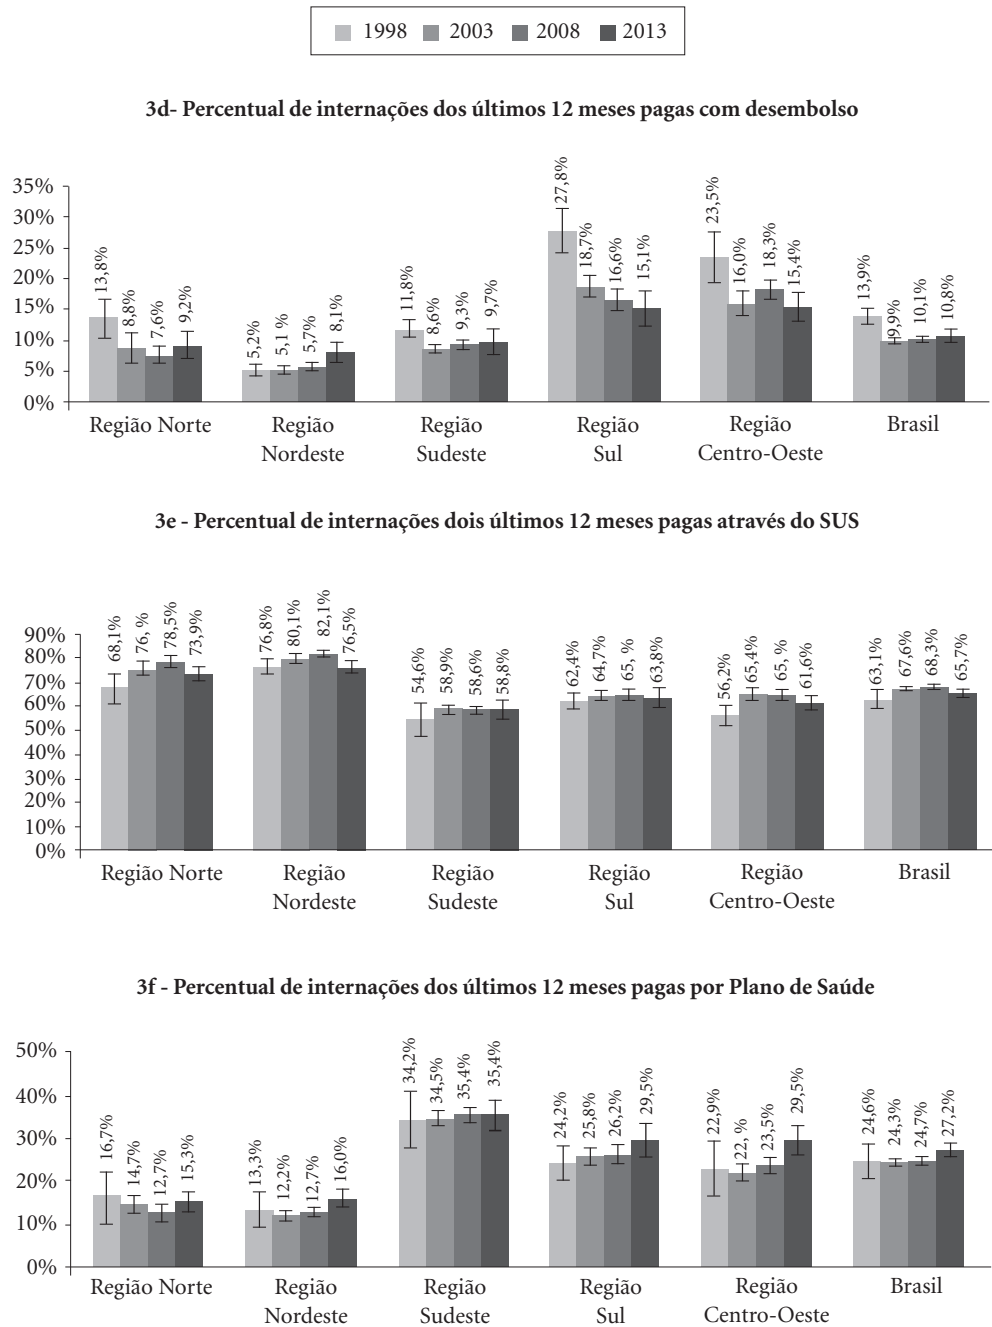 1998 2003 2008 2013
3d- Percentual de internações dos últimos 12 meses pagas com desembolso
35%
30%
25%
20%
15%
10%
5%
0%
13,8% 8,8% 7,6% 9,2%
5,2% 5,1 % 5,7% 8,1%
11,8% 8,6% 9,3% 9,7%
27,8% 18,7% 16,6% 15,1%
23,5% 16,0% 18,3% 15,4%
13,9% 9,9% 10,1% 10,8%
Região Norte
Região
Nordeste
Região
Sudeste
Região
Sul
Região
Centro-Oeste
Brasil
3e - Percentual de internações dois últimos 12 meses pagas através do SUS
90%
80%
70%
60%
50%
40%
30%
20%
10%
0%
68,1% 76, % 78,5% 73,9%
76,8% 80,1% 82,1% 76,5%
54,6% 58,9% 58,6% 58,8%
62,4% 64,7% 65, % 63,8%
56,2% 65,4% 65, % 61,6%
63,1% 67,6% 68,3% 65,7%
Região Norte
Região
Nordeste
Região
Sudeste
Região
Sul
Região
Centro-Oeste
Brasil
3f - Percentual de internações dos últimos 12 meses pagas por Plano de Saúde
50%
40%
30%
20%
10%
0%
16,7% 14,7% 12,7% 15,3%
13,3% 12,2% 12,7% 16,0%
34,2% 34,5% 35,4% 35,4%
24,2% 25,8% 26,2% 29,5%
22,9% 22, % 23,5% 29,5%
24,6% 24,3% 24,7% 27,2%
Região Norte
Região
Nordeste
Região
Sudeste
Região
Sul
Região
Centro-Oeste
Brasil